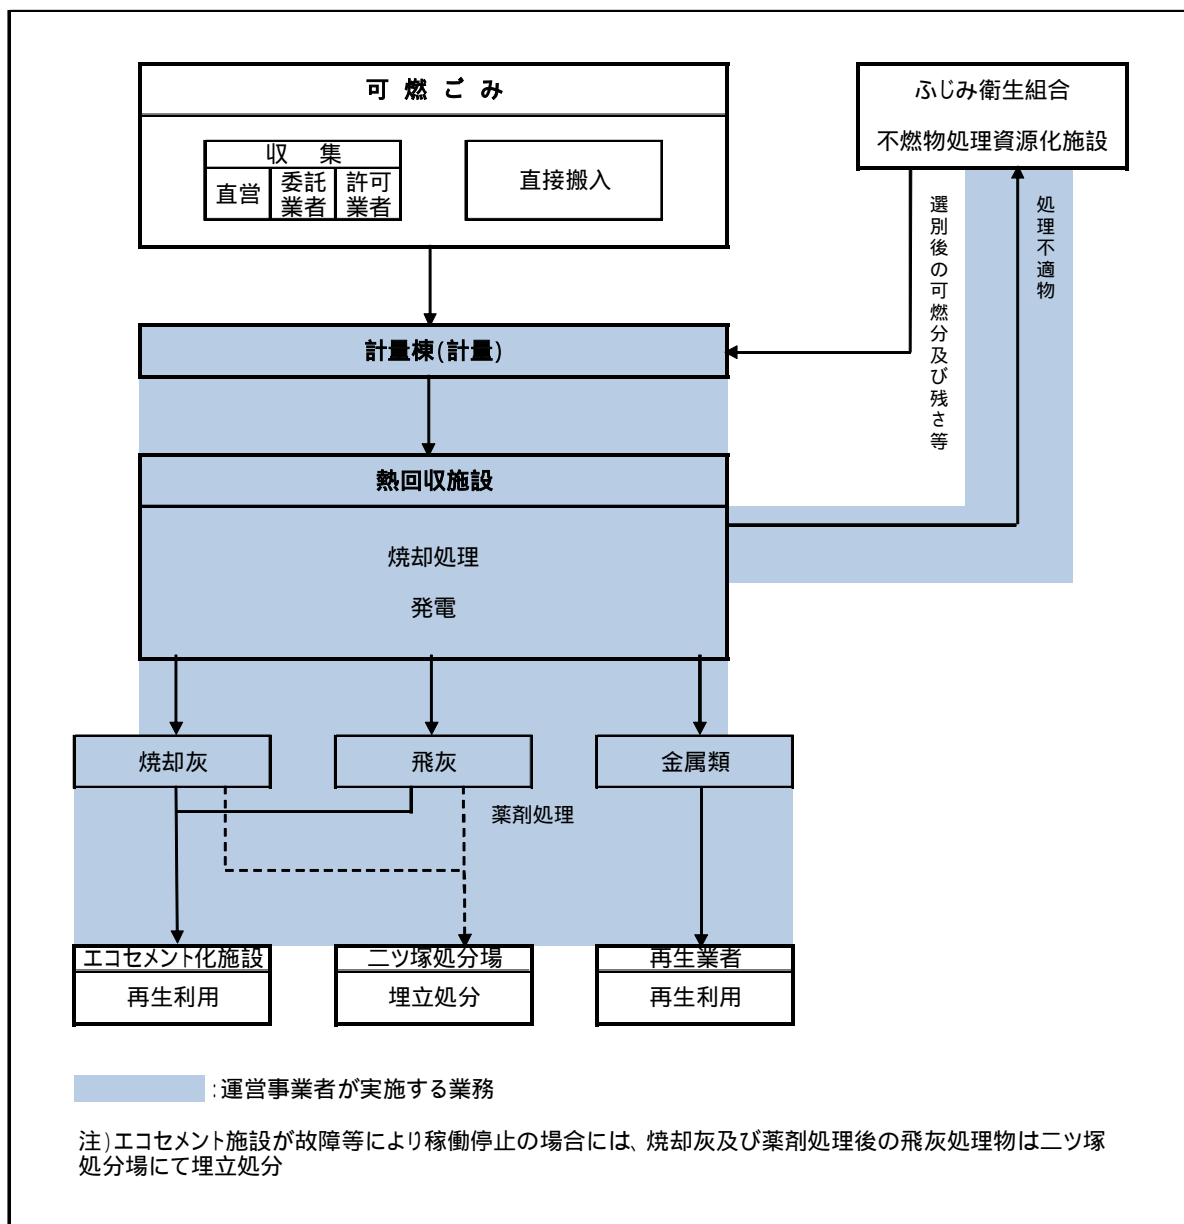 可 燃 ご み
収 集
直営
委託
業者
許可
業者
直接搬入
ふじみ衛生組合
不燃物処理資源化施設
選別後の可燃分及び残さ等
処理不適物
計量棟(計量)
熱回収施設
焼却処理
発電
焼却灰
飛灰
金属類
薬剤処理
エコセメント化施設
再生利用
二ツ塚処分場
埋立処分
再生業者
再生利用
:運営事業者が実施する業務
注)エコセメント施設が故障等により稼働停止の場合には、焼却灰及び薬剤処理後の飛灰処理物は二ツ塚
処分場にて埋立処分